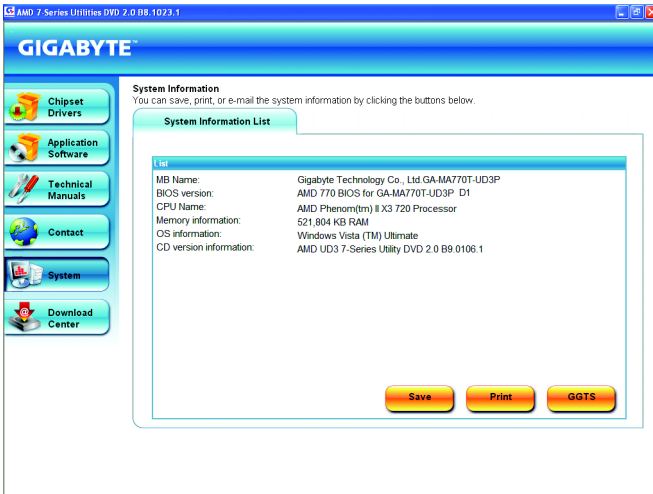 AMD 7-Series Utilities DVD 2.0 B8.1023.1
GIGABYTE™
Chipset
Drivers
Application
Software
Technical
Manuals
Contact
System
Download
Center
System Information
You can save, print, or e-mail the system information by clicking the buttons below.
System Information List
List
MB Name: Gigabyte Technology Co., Ltd.GA-MA770T-UD3P
BIOS version: AMD 770 BIOS for GA-MA770T-UD3P D1
CPU Name: AMD Phenom(tm) II X3 720 Processor
Memory information: 521,804 KB RAM
OS information: Windows Vista (TM) Ultimate
CD version information: AMD UD3 7-Series Utility DVD 2.0 B9.0106.1
Save Print GGTS